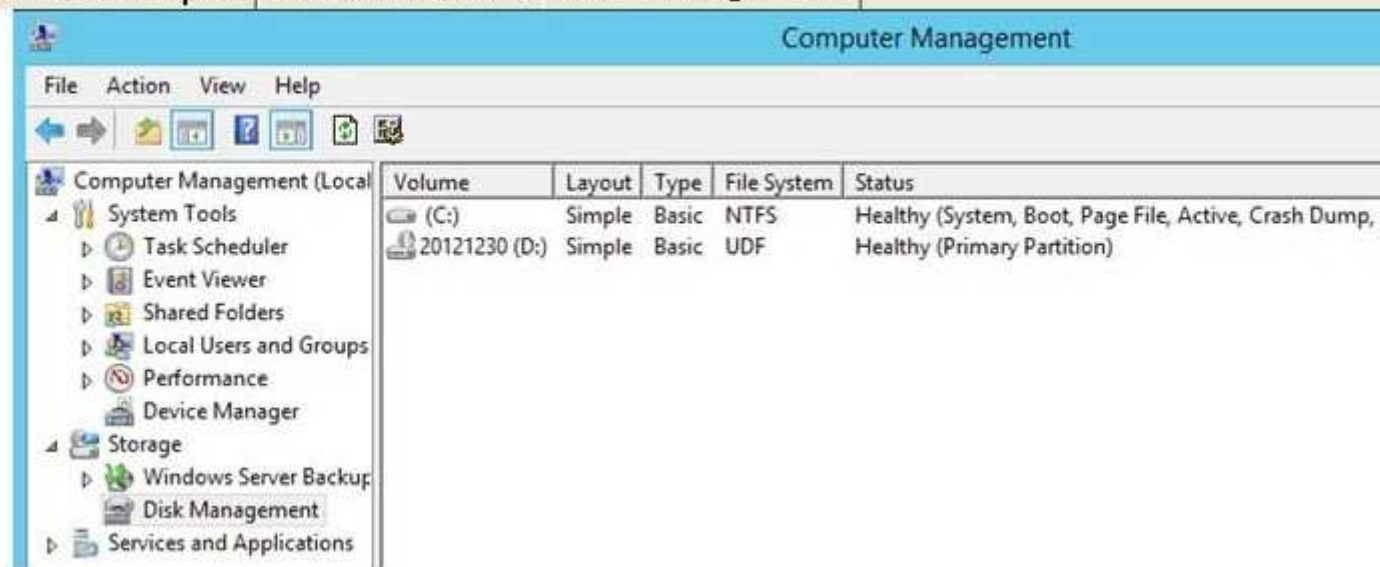 Computer Management
File Action View Help
Computer Management (Local
System Tools
Task Scheduler
Event Viewer
Shared Folders
Local Users and Groups
Performance
Device Manager
Storage
Windows Server Backup
Disk Management
Services and Applications
Volume Layout Type File System Status
(C:) Simple Basic NTFS Healthy (System, Boot, Page File, Active, Crash Dump,
20121230 (D:) Simple Basic UDF Healthy (Primary Partition)